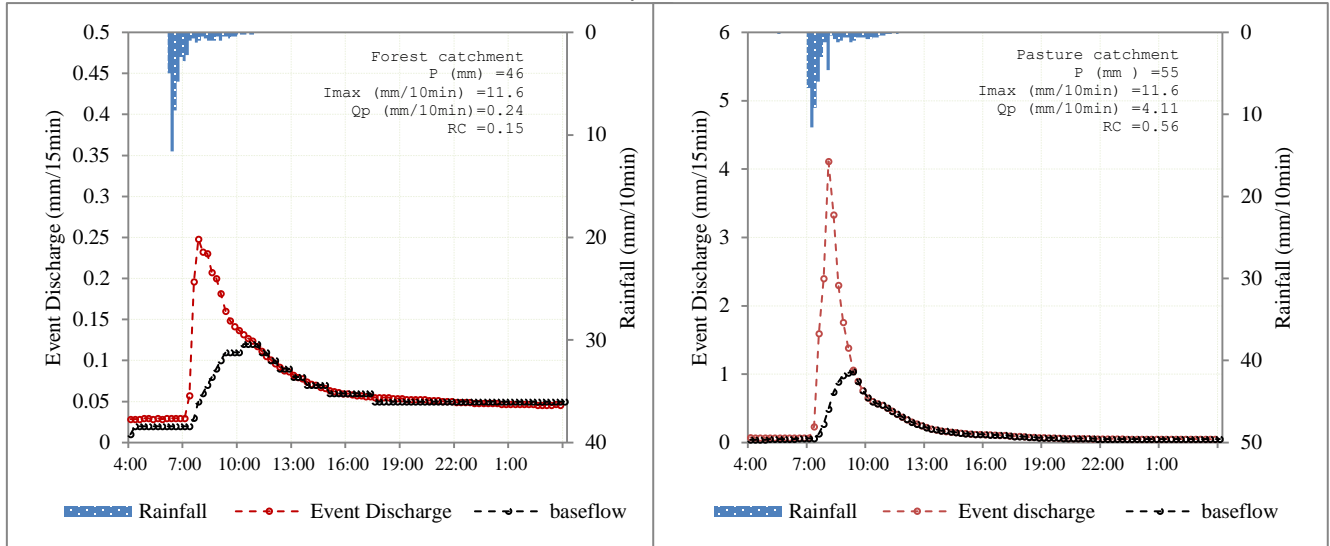 Forest catchment
P (mm) =46
Imax (mm/10min) =11.6
Qp (mm/10min)=0.24
RC =0.15
Event Discharge (mm/15min)
0.5
0.45
0.4
0.35
0.3
0.25
0.2
0.15
0.1
0.05
0
Rainfall (mm/10min)
0
10
20
30
40
4:00 7:00 10:00 13:00 16:00 19:00 22:00 1:00
Rainfall Event Discharge baseflow
Pasture catchment
P (mm ) =55
Imax (mm/10min) =11.6
Qp (mm/10min) =4.11
RC =0.56
Event Discharge (mm/15min)
6
5
4
3
2
1
0
Rainfall (mm/10min)
0
10
20
30
40
50
4:00 7:00 10:00 13:00 16:00 19:00 22:00 1:00
Rainfall Event discharge baseflow